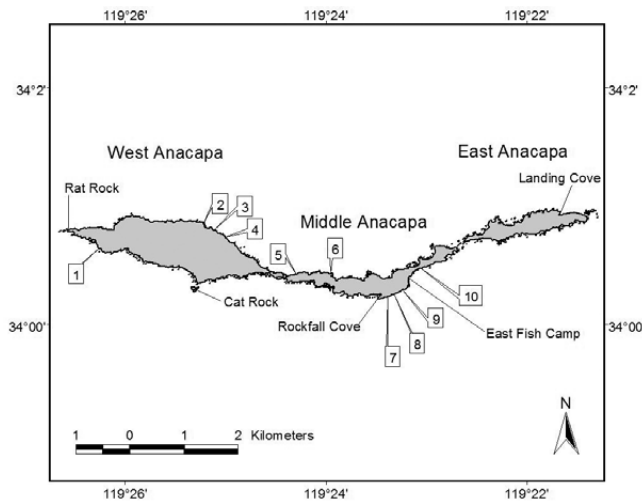 119°26'
119°24'
119°22'
34°2'
34°2'
East Anacapa
West Anacapa
Landing Cove
Rat Rock
2
3
4
Middle Anacapa
5
6
1
10
Cat Rock
Rockfall Cove
9
East Fish Camp
34°00'
34°00'
8
7
N
1 0 1 2 Kilometers
119°26'
119°24'
119°22'